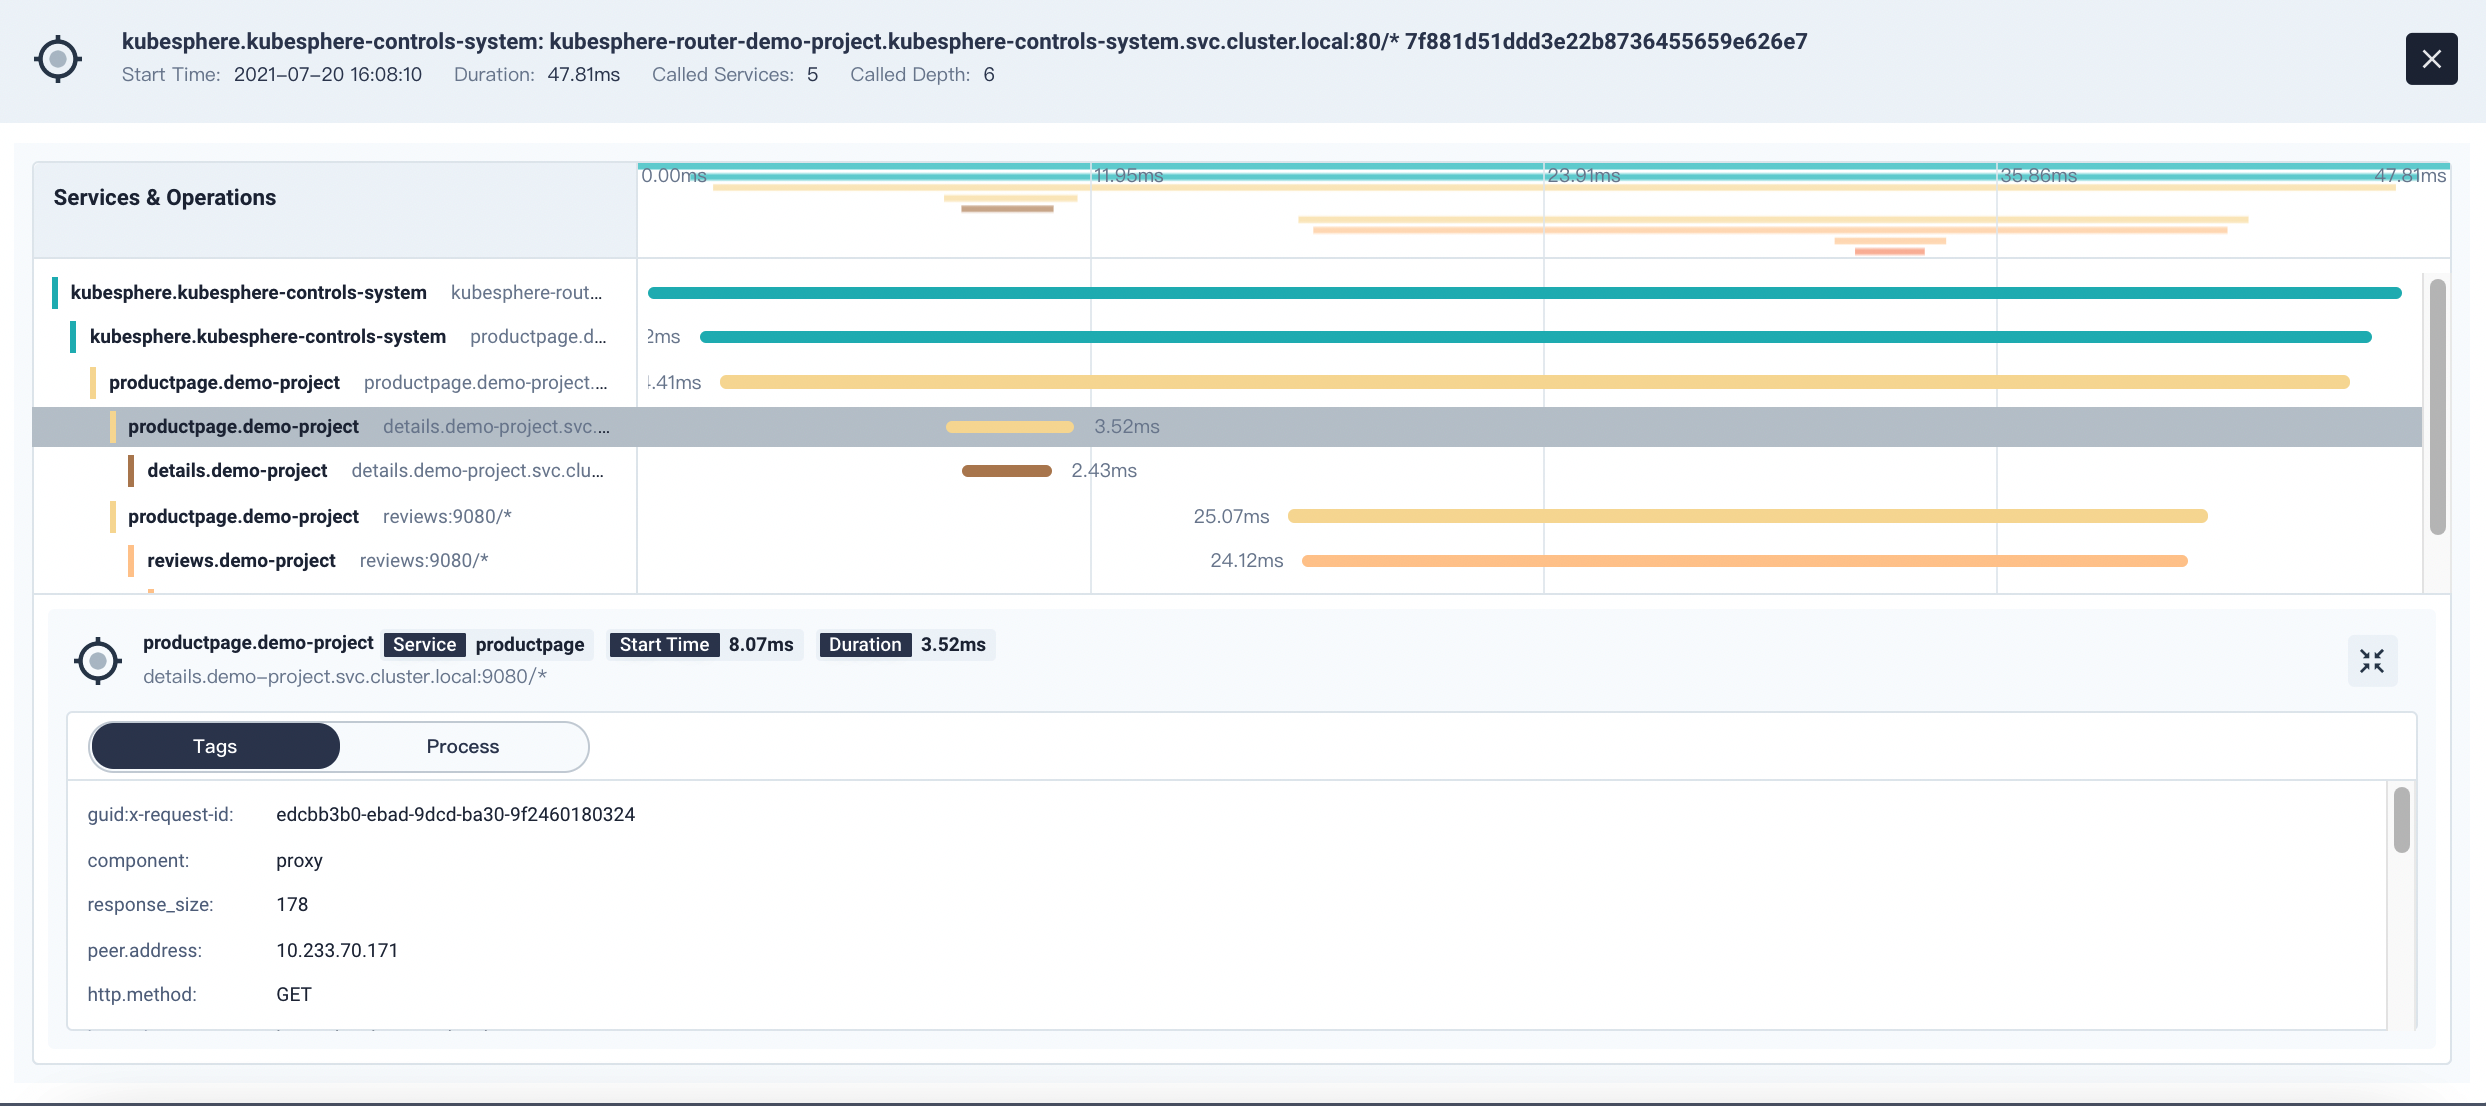 kubesphere.kubesphere-controls-system: kubesphere-router-demo-project.kubesphere-controls-system.svc.cluster.local:80/* 7f881d51ddd3e22b8736455659e626e7
Start Time: 2021-07-20 16:08:10 Duration: 47.81ms Called Services: 5 Called Depth: 6
Services & Operations
0.00ms 11.95ms 23.91ms 35.86ms 47.81ms
kubesphere.kubesphere-controls-system kubesphere-rout...
kubesphere.kubesphere-controls-system productpage.d... 2ms
productpage.demo-project productpage.demo-project.... .41ms
productpage.demo-project details.demo-project.svc.... 3.52ms
details.demo-project details.demo-project.svc.clu... 2.43ms
productpage.demo-project reviews:9080/* 25.07ms
reviews.demo-project reviews:9080/* 24.12ms
productpage.demo-project Service productpage Start Time 8.07ms Duration 3.52ms
details.demo-project.svc.cluster.local:9080/*
Tags Process
guid:x-request-id: edcbb3b0-ebad-9dcd-ba30-9f2460180324
component: proxy
response_size: 178
peer.address: 10.233.70.171
http.method: GET